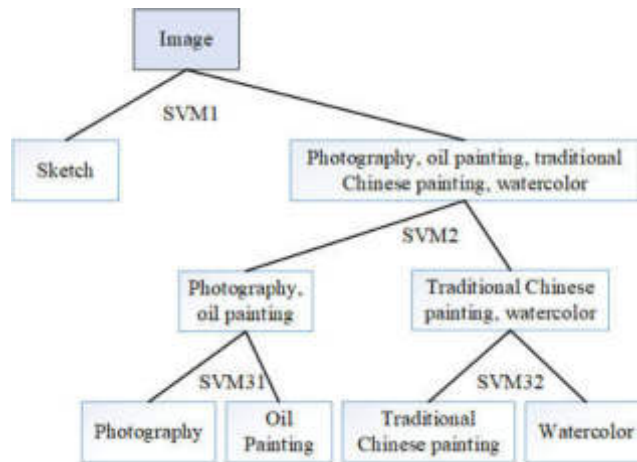 Image
SVM1
Sketch
Photography, oil painting, traditional
Chinese painting, watercolor
SVM2
Photography,
oil painting
Traditional Chinese
painting, watercolor
SVM31
SVM32
Photography
Oil
Painting
Traditional
Chinese painting
Watercolor